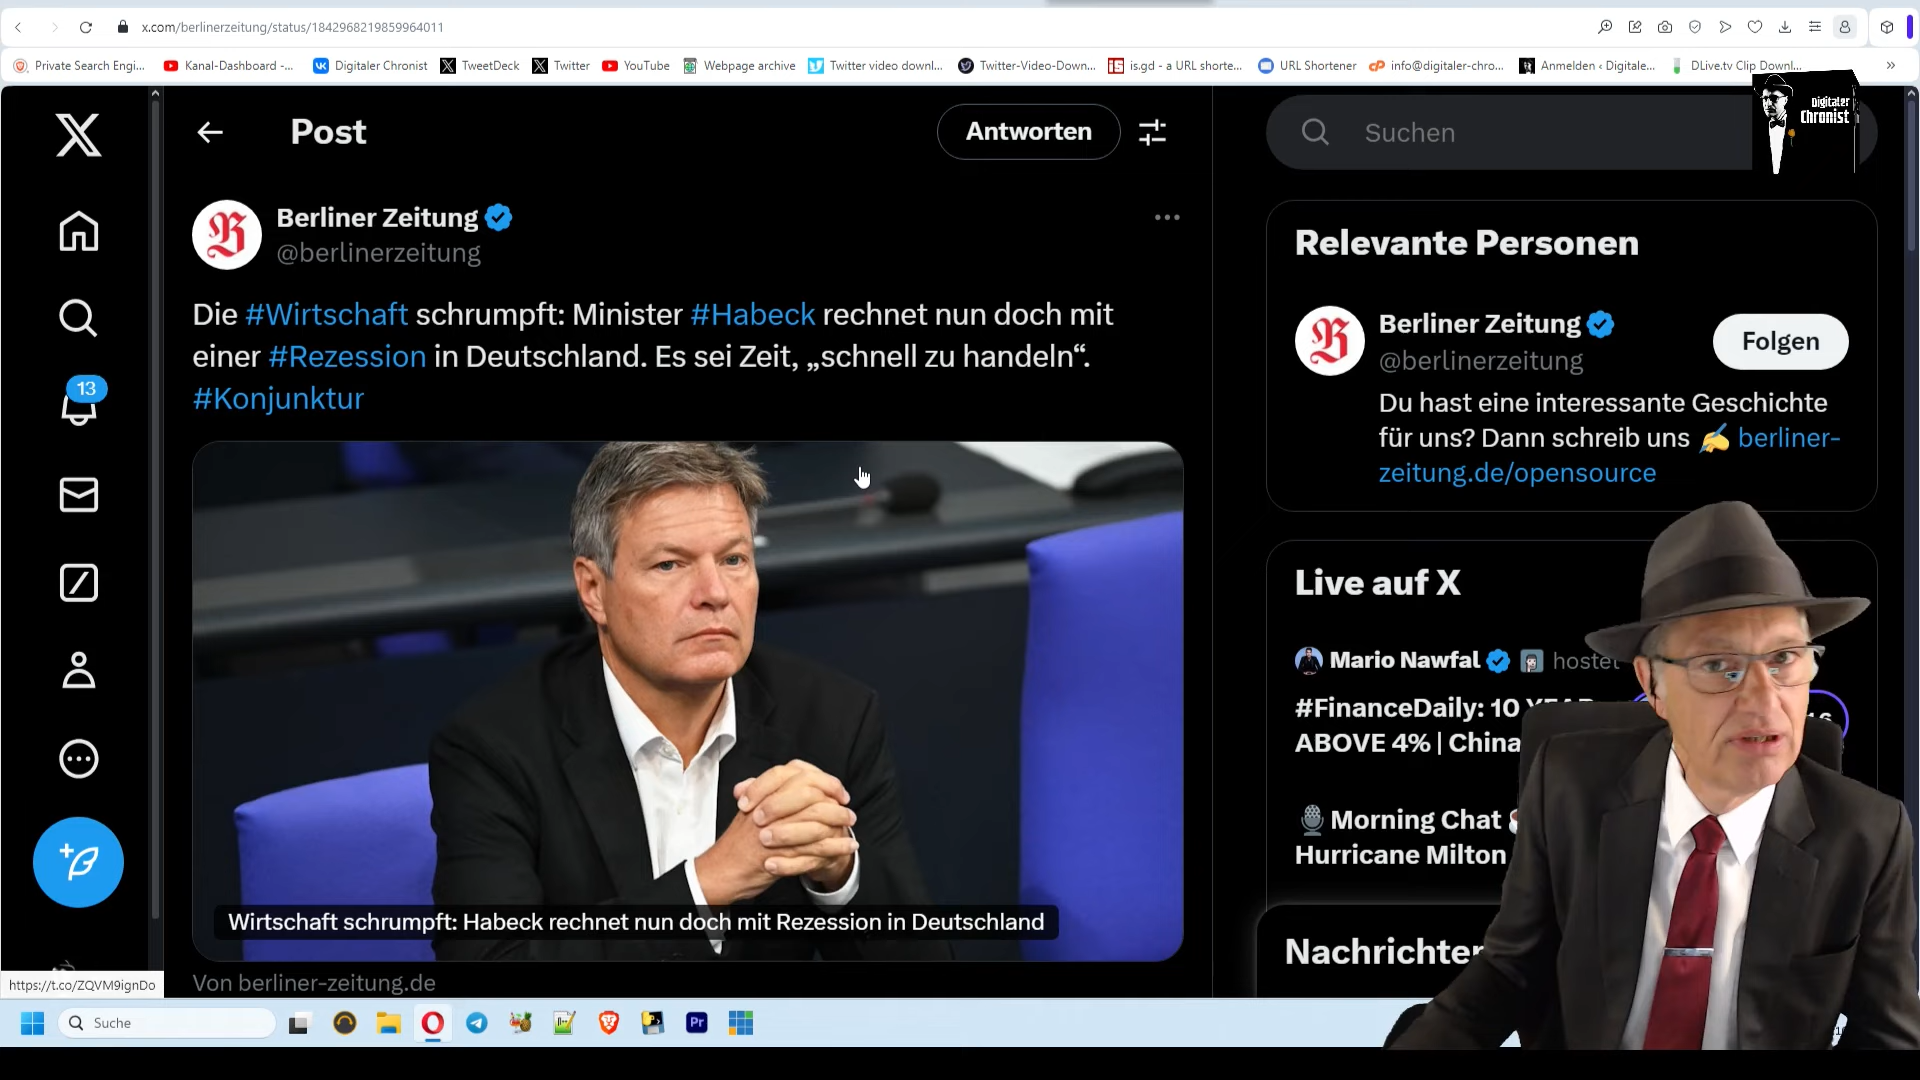 x.com/berlinerzeitung/status/1842968219859964011
Private Search Engi...
Kanal-Dashboard -...
Digitaler Chronist
TweetDeck
Twitter
YouTube
Webpage archive
Twitter video downl...
Twitter-Video-Down...
is.gd - a URL shorte...
URL Shortener
info@digitaler-chro...
Anmelden ‹ Digitale...
DLive.tv Clip Downl...
Digitaler
Chronist
Post
Antworten
Suchen
Berliner Zeitung
@berlinerzeitung
Die #Wirtschaft schrumpft: Minister #Habeck rechnet nun doch mit
einer #Rezession in Deutschland. Es sei Zeit, „schnell zu handeln“.
#Konjunktur
Wirtschaft schrumpft: Habeck rechnet nun doch mit Rezession in Deutschland
Von berliner-zeitung.de
13
Relevante Personen
Berliner Zeitung
@berlinerzeitung
Folgen
Du hast eine interessante Geschichte
für uns? Dann schreib uns ✍️ berliner-
zeitung.de/opensource
Live auf X
Mario Nawfal hostet
#FinanceDaily: 10 YEAR
ABOVE 4% | China
Morning Chat
Hurricane Milton
Nachrichten
https://t.co/ZQVM9ignDo
Suche
Pr